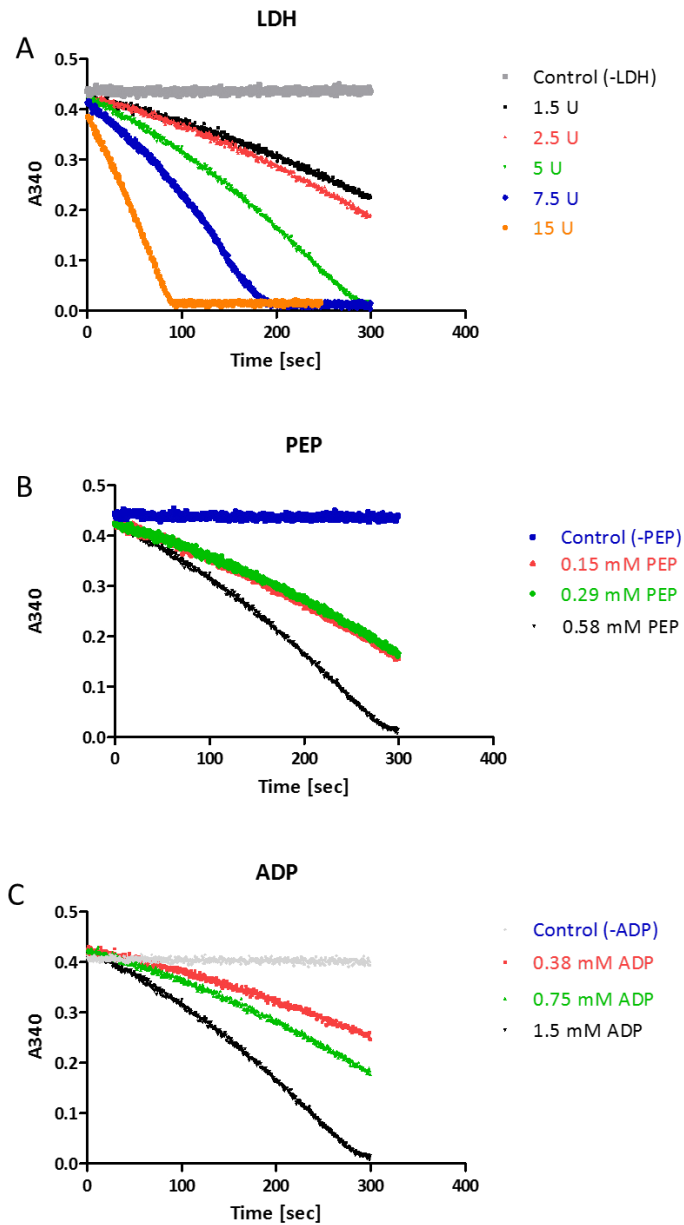 LDH
A
0.5
0.4
0.3
0.2
0.1
0.0
A340
0 100 200 300 400
Time [sec]
Control (-LDH)
1.5 U
2.5 U
5 U
7.5 U
15 U
PEP
B
0.5
0.4
0.3
0.2
0.1
0.0
A340
0 100 200 300 400
Time [sec]
Control (-PEP)
0.15 mM PEP
0.29 mM PEP
0.58 mM PEP
ADP
C
0.5
0.4
0.3
0.2
0.1
0.0
A340
0 100 200 300 400
Time [sec]
Control (-ADP)
0.38 mM ADP
0.75 mM ADP
1.5 mM ADP